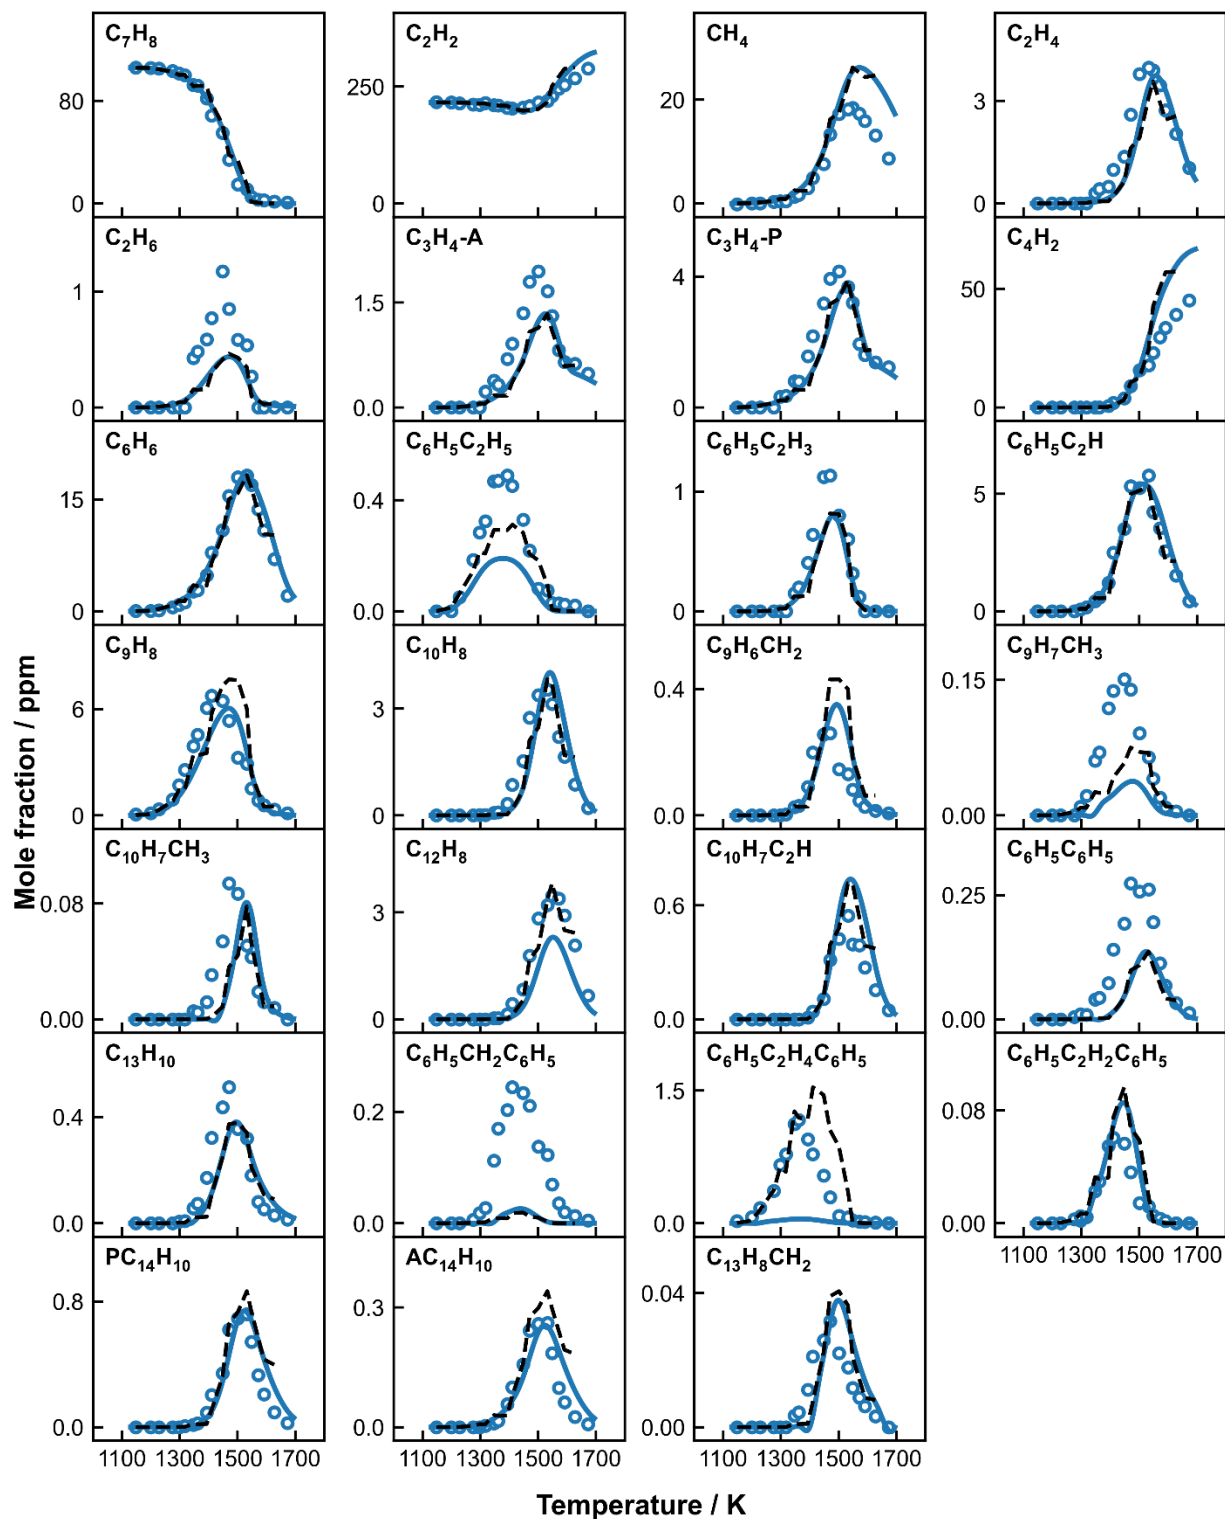 C₇H₈ C₂H₂ CH₄ C₂H₄
80 0
250 0
20 0
3 0
C₂H₆ C₃H₄-A C₃H₄-P C₄H₂
1 0
1.5 0.0
4 0
50 0
C₆H₆ C₆H₅C₂H₅ C₆H₅C₂H₃ C₆H₅C₂H
15 0
0.4 0.0
1 0
5 0
C₉H₈ C₁₀H₈ C₉H₆CH₂ C₉H₇CH₃
6 0
3 0
0.4 0.0
0.15 0.00
Mole fraction / ppm
C₁₀H₇CH₃ C₁₂H₈ C₁₀H₇C₂H C₆H₅C₆H₅
0.08 0.00
3 0
0.6 0.0
0.25 0.00
C₁₃H₁₀ C₆H₅CH₂C₆H₅ C₆H₅C₂H₄C₆H₅ C₆H₅C₂H₂C₆H₅
0.4 0.0
0.2 0.0
1.5 0.0
0.08 0.00
1100 1300 1500 1700
PC₁₄H₁₀ AC₁₄H₁₀ C₁₃H₈CH₂
0.8 0.0
0.3 0.0
0.04 0.00
1100 1300 1500 1700 1100 1300 1500 1700 1100 1300 1500 1700
Temperature / K